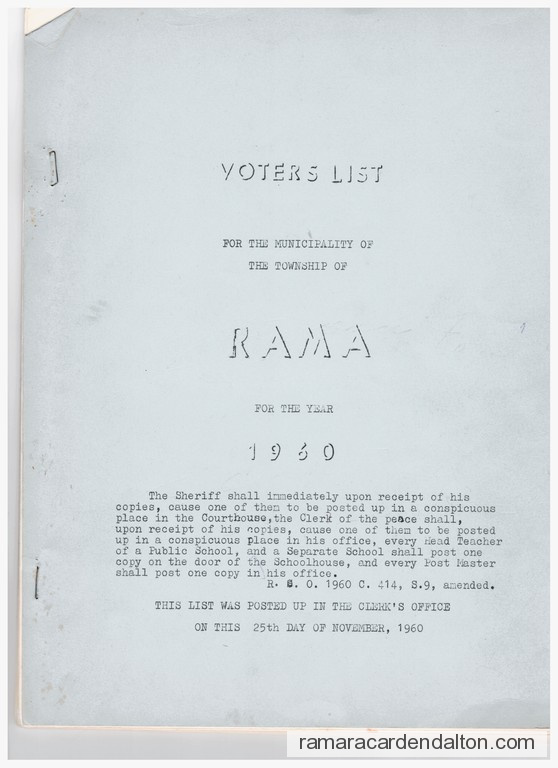 VOTERS LIST
FOR THE MUNICIPALITY OF
THE TOWNSHIP OF
RAMA
FOR THE YEAR
1960
The Sheriff shall immediately upon receipt of his
copies, cause one of them to be posted up in a conspicuous
place in the Courthouse,the Clerk of the peace shall,
upon receipt of his copies, cause one of them to be posted
up in a conspicuous place in his office, every Head Teacher
of a Public School, and a Separate School shall post one
copy on the door of the Schoolhouse, and every Post Master
shall post one copy in his office.
R. S. O. 1960 C. 414, S.9, amended.
THIS LIST WAS POSTED UP IN THE CLERK'S OFFICE
ON THIS 25th DAY OF NOVEMBER, 1960
ramaracardendalton.com